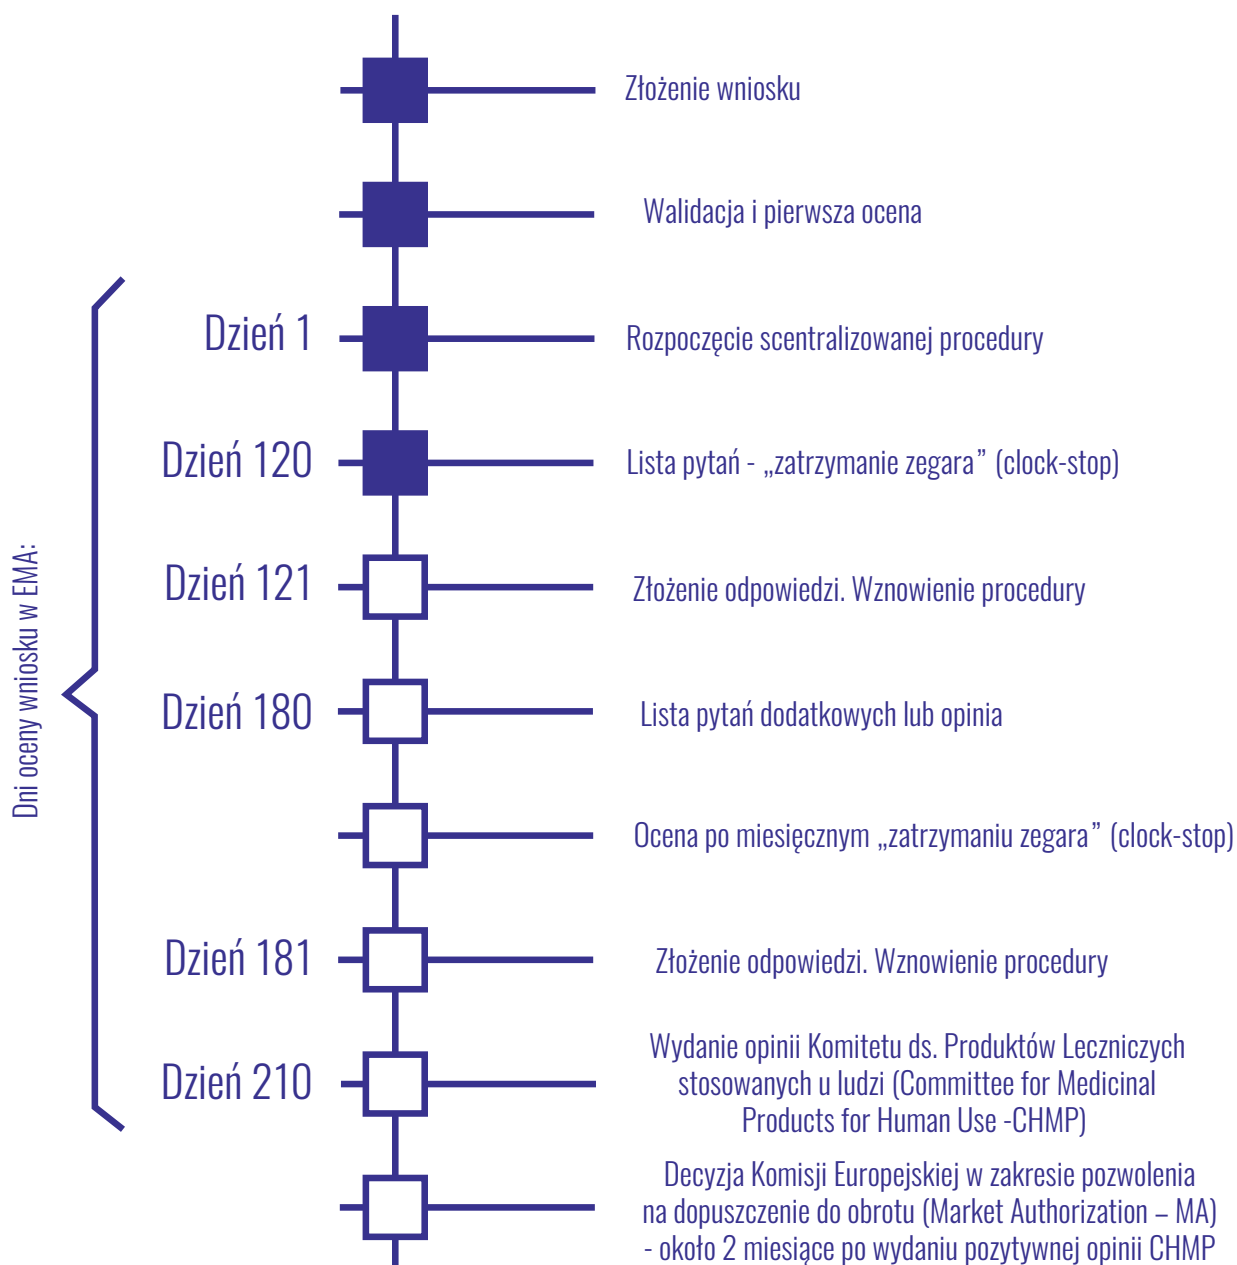 Złożenie wniosku
Walidacja i pierwsza ocena
Dni oceny wniosku w EMA:
Dzień 1
Rozpoczęcie scentralizowanej procedury
Dzień 120
Lista pytań - „zatrzymanie zegara” (clock-stop)
Dzień 121
Złożenie odpowiedzi. Wznowienie procedury
Dzień 180
Lista pytań dodatkowych lub opinia
Ocena po miesięcznym „zatrzymaniu zegara” (clock-stop)
Dzień 181
Złożenie odpowiedzi. Wznowienie procedury
Dzień 210
Wydanie opinii Komitetu ds. Produktów Leczniczych
stosowanych u ludzi (Committee for Medicinal
Products for Human Use -CHMP)
Decyzja Komisji Europejskiej w zakresie pozwolenia
na dopuszczenie do obrotu (Market Authorization – MA)
- około 2 miesiące po wydaniu pozytywnej opinii CHMP